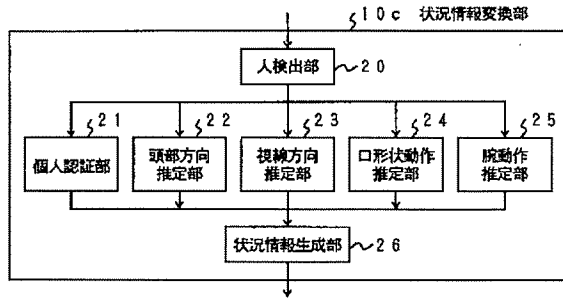 10c 状況情報変換部
人検出部 20
21 22 23 24 25
個人認証部 頭部方向 視線方向 口形状動作 腕動作
推定部 推定部 推定部 推定部
状況情報生成部 26